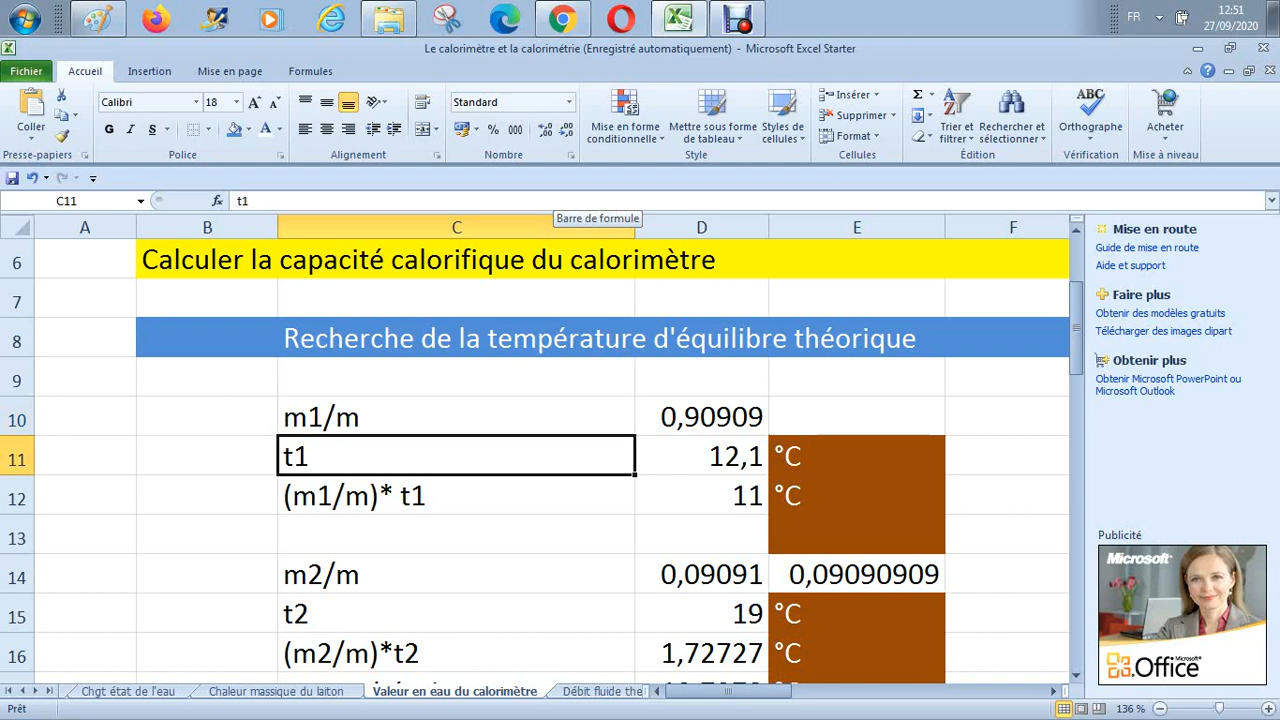 FR
12:51
27/09/2020
Le calorimètre et la calorimétrie (Enregistré automatiquement) - Microsoft Excel Starter
Fichier Accueil Insertion Mise en page Formules
Coller
Presse-papiers
Calibri 18
G I S
Police
Alignement
Standard
% 000
Nombre
Mise en forme conditionnelle
Mettre sous forme de tableau
Styles de cellules
Style
Insérer
Supprimer
Format
Cellules
Σ
Trier et filtrer
Rechercher et sélectionner
Édition
ABC
Orthographe
Vérification
Acheter
Mise à niveau
C11 fx t1
Barre de formule
A B C D E F
6 Calculer la capacité calorifique du calorimètre
7
8 Recherche de la température d'équilibre théorique
9
10 m1/m 0,90909
11 t1 12,1 °C
12 (m1/m)* t1 11 °C
13
14 m2/m 0,09091 0,09090909
15 t2 19 °C
16 (m2/m)*t2 1,72727 °C
Mise en route
Guide de mise en route
Aide et support
Faire plus
Obtenir des modèles gratuits
Télécharger des images clipart
Obtenir plus
Obtenir Microsoft PowerPoint ou
Microsoft Outlook
Publicité
Microsoft
Microsoft
Office
Chgt état de l'eau Chaleur massique du laiton Valeur en eau du calorimètre Débit fluide the
Prêt 136 %